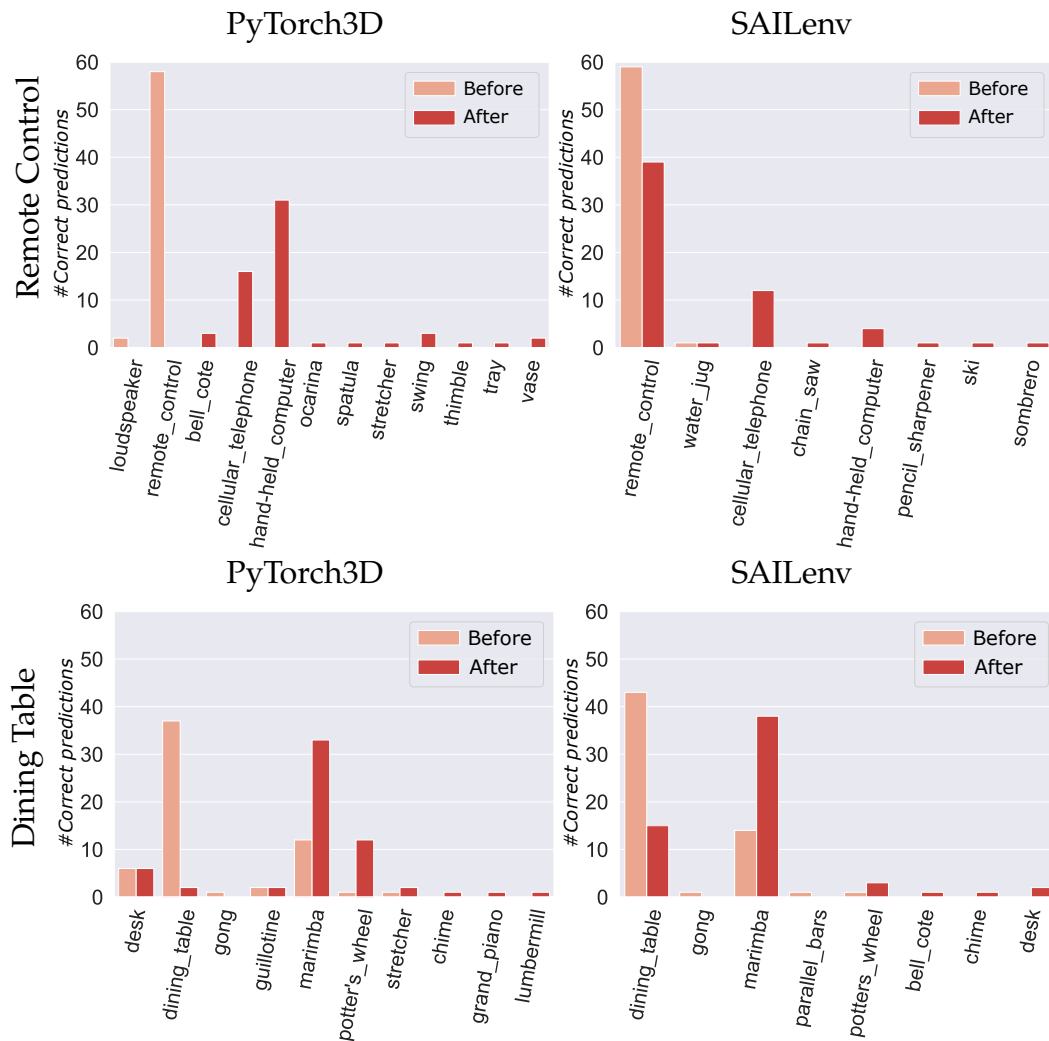 PyTorch3D
SAILenv
Remote Control
#Correct predictions
60
50
40
30
20
10
0
Before
After
loudspeaker
remote_control
bell_cote
cellular_telephone
hand-held_computer
ocarina
spatula
stretcher
swing
thimble
tray
vase
#Correct predictions
60
50
40
30
20
10
0
Before
After
remote_control
water_jug
cellular_telephone
chain_saw
hand-held_computer
pencil_sharpener
ski
sombrero
PyTorch3D
SAILenv
Dining Table
#Correct predictions
60
50
40
30
20
10
0
Before
After
desk
dining_table
gong
guillotine
marimba
potter's_wheel
stretcher
chime
grand_piano
lumbermill
#Correct predictions
60
50
40
30
20
10
0
Before
After
dining_table
gong
marimba
parallel_bars
potters_wheel
bell_cote
chime
desk